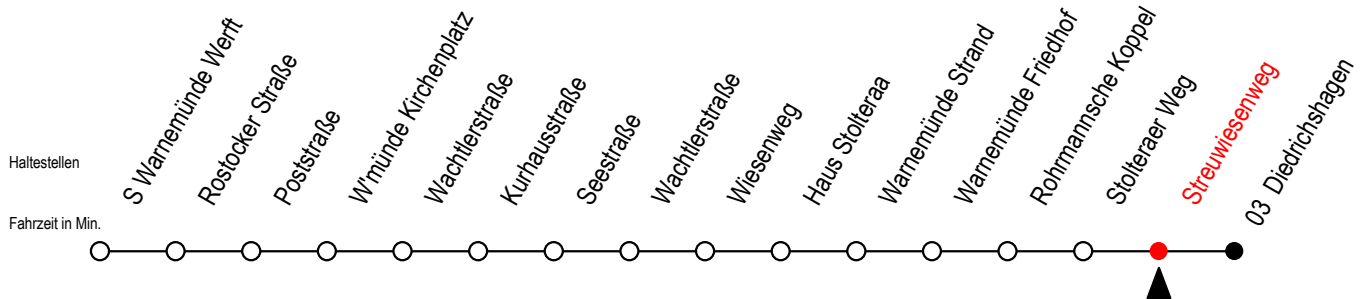 Haltestellen
S Warnemünde Werft
Rostocker Straße
Poststraße
W'münde Kirchenplatz
Wachtlerstraße
Kurhausstraße
Seestraße
Wachtlerstraße
Wiesenweg
Haus Stolteraa
Warnemünde Strand
Warnemünde Friedhof
Rohrmannsche Koppel
Stolteraer Weg
Streuwiesenweg
03 Diedrichshagen
Fahrzeit in Min.